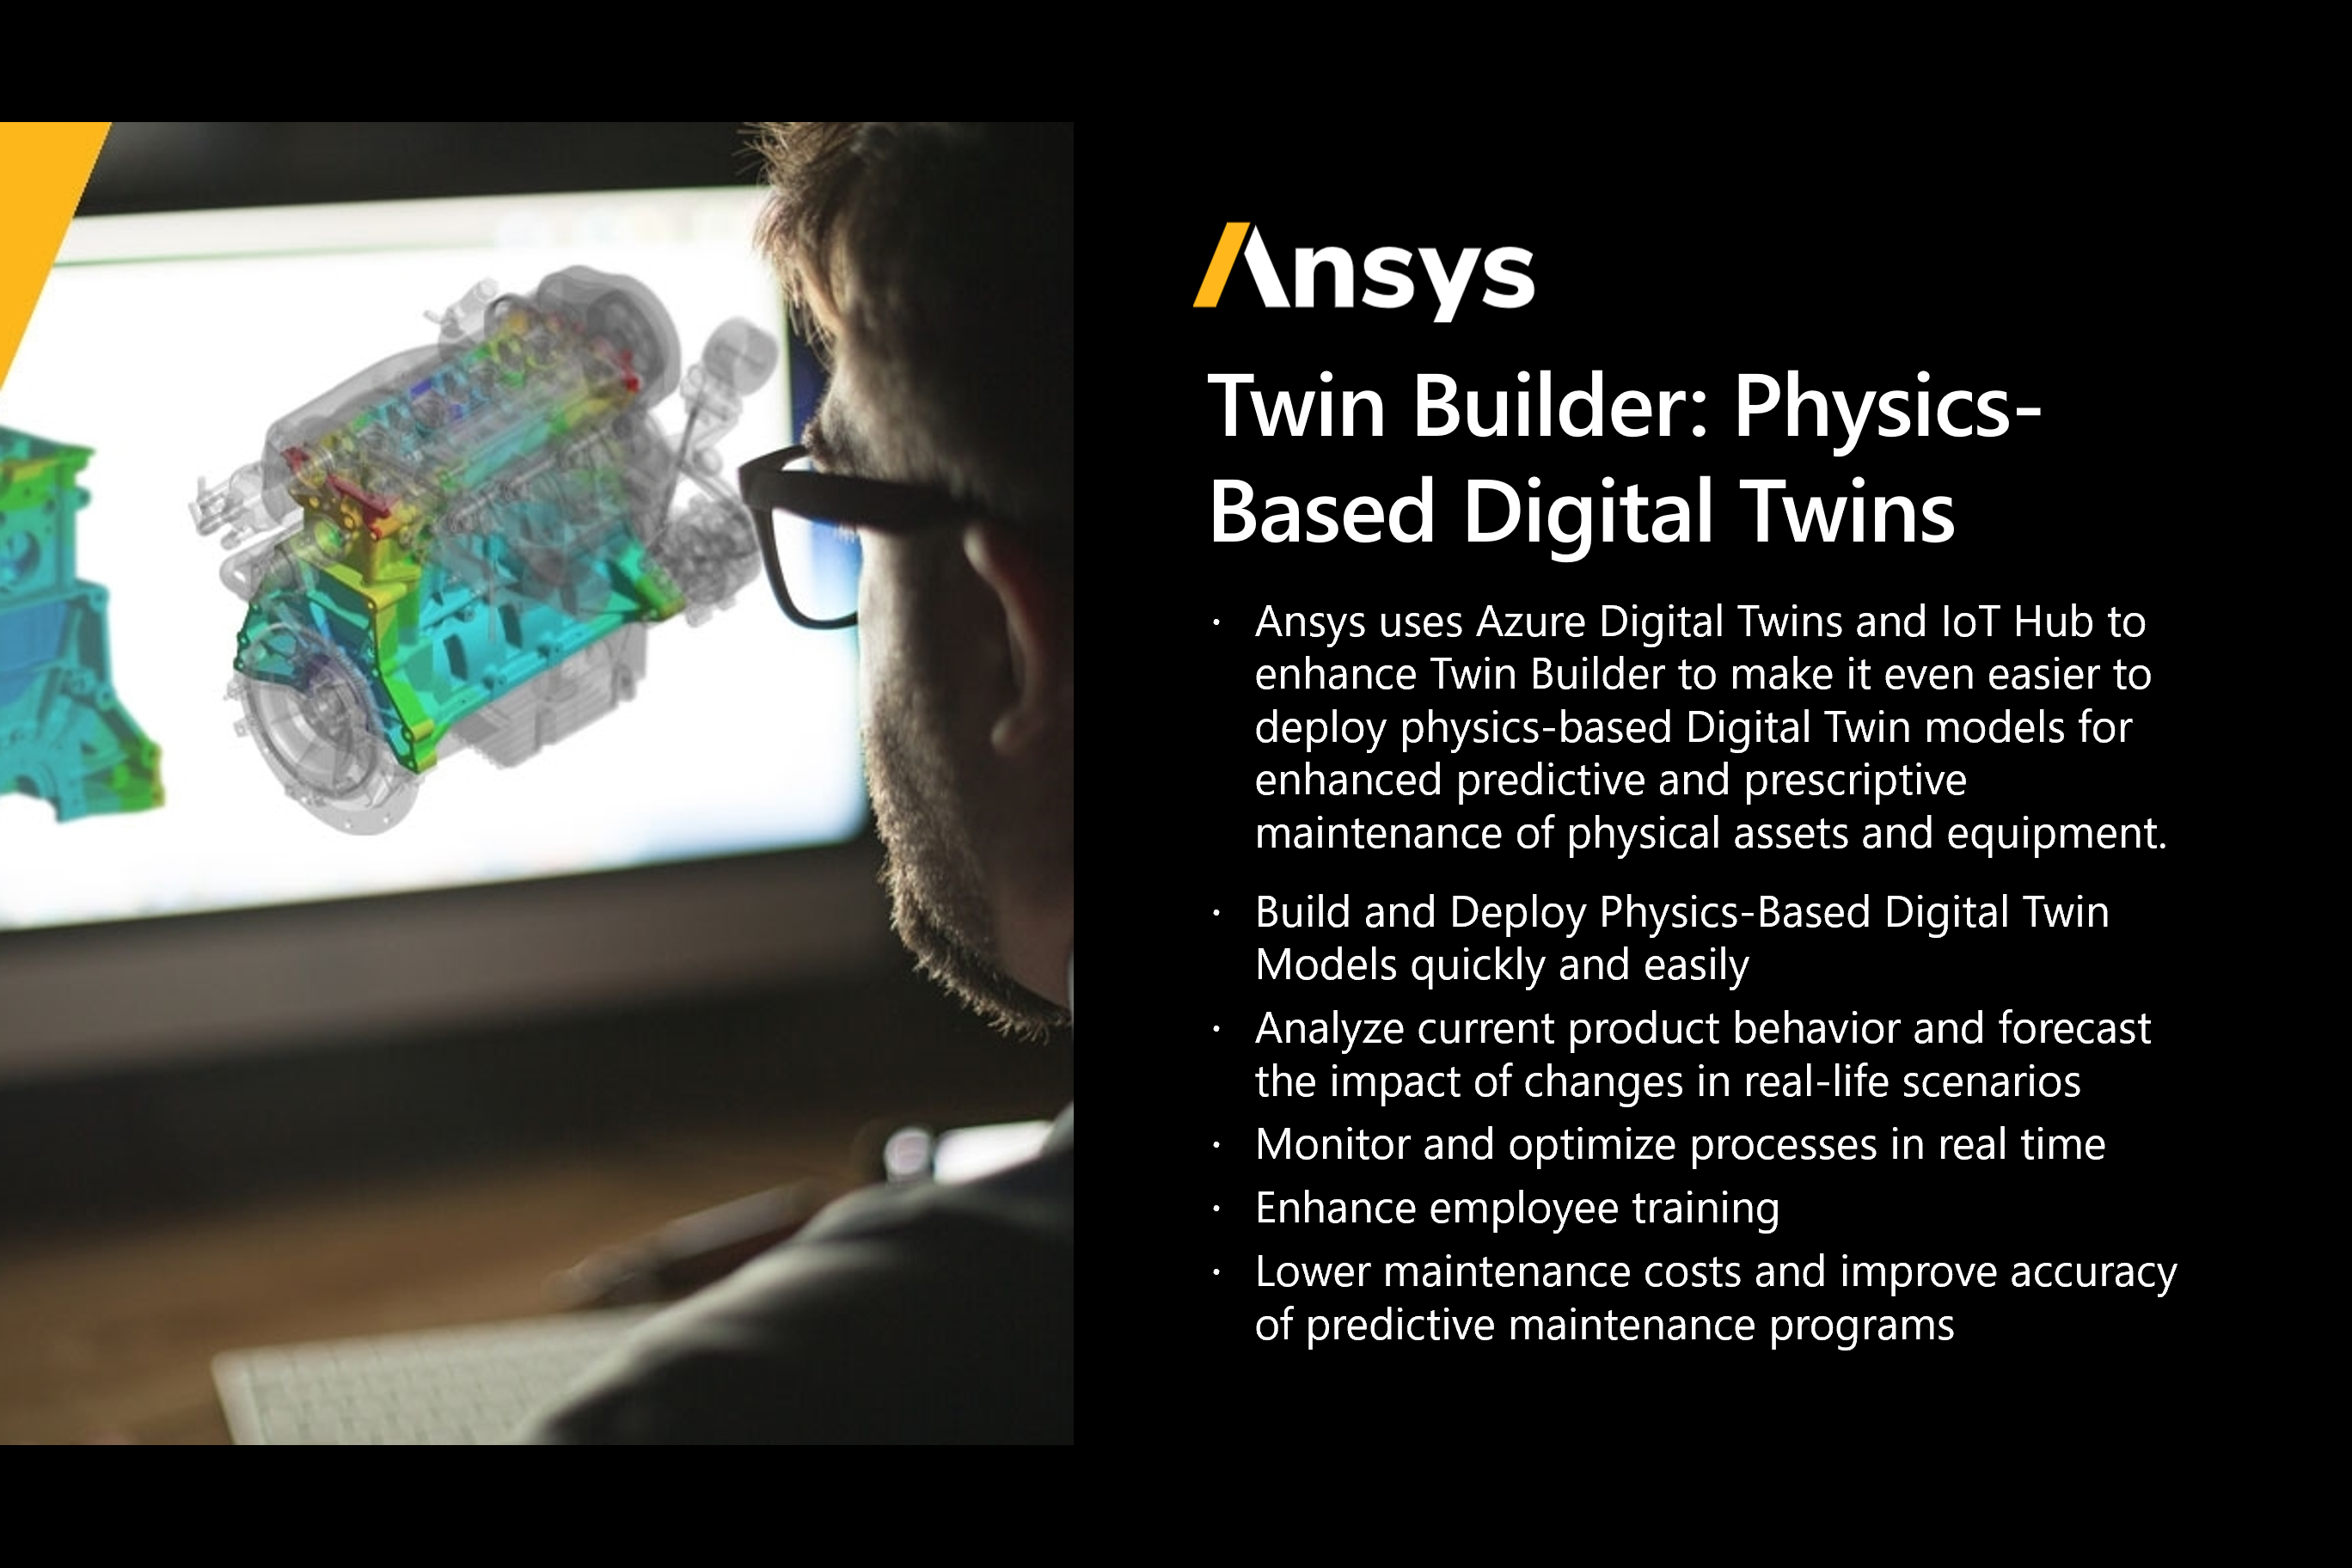 Ansys
Twin Builder: Physics-
Based Digital Twins
· Ansys uses Azure Digital Twins and IoT Hub to
enhance Twin Builder to make it even easier to
deploy physics-based Digital Twin models for
enhanced predictive and prescriptive
maintenance of physical assets and equipment.
· Build and Deploy Physics-Based Digital Twin
Models quickly and easily
· Analyze current product behavior and forecast
the impact of changes in real-life scenarios
· Monitor and optimize processes in real time
· Enhance employee training
· Lower maintenance costs and improve accuracy
of predictive maintenance programs